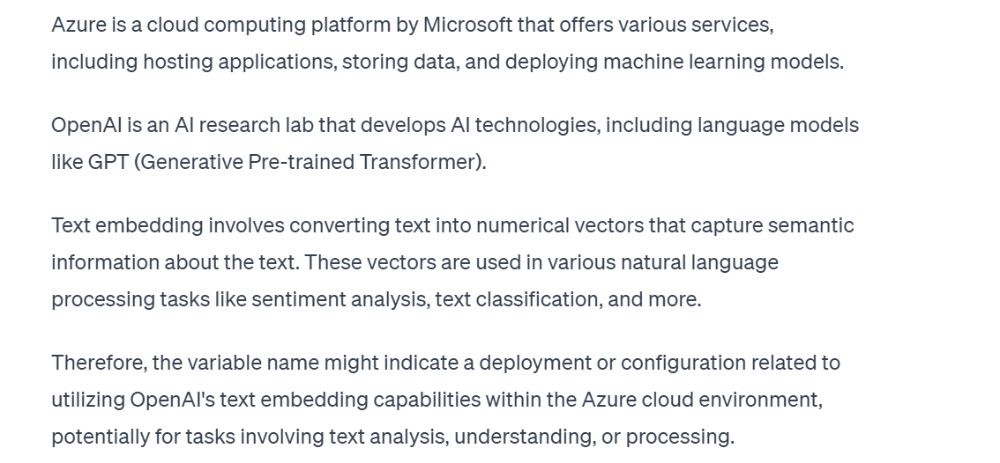 Azure is a cloud computing platform by Microsoft that offers various services,
including hosting applications, storing data, and deploying machine learning models.
OpenAI is an AI research lab that develops AI technologies, including language models
like GPT (Generative Pre-trained Transformer).
Text embedding involves converting text into numerical vectors that capture semantic
information about the text. These vectors are used in various natural language
processing tasks like sentiment analysis, text classification, and more.
Therefore, the variable name might indicate a deployment or configuration related to
utilizing OpenAI's text embedding capabilities within the Azure cloud environment,
potentially for tasks involving text analysis, understanding, or processing.